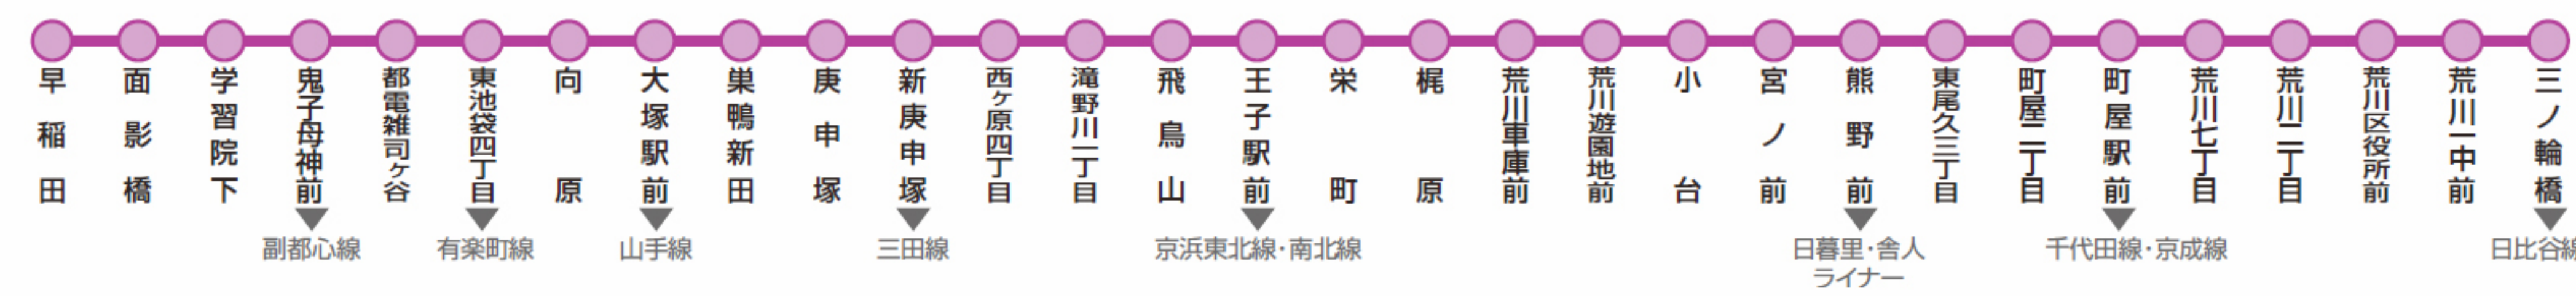 早稲田
面影橋
学習院下
鬼子母神前
都電雑司ヶ谷
東池袋四丁目
向原
大塚駅前
巣鴨新田
庚申塚
新庚申塚
西ヶ原四丁目
滝野川一丁目
飛鳥山
王子駅前
栄町
梶原
荒川車庫前
荒川遊園地前
小台
宮ノ前
熊野前
東尾久三丁目
町屋二丁目
町屋駅前
荒川七丁目
荒川二丁目
荒川区役所前
荒川一中前
三ノ輪橋
副都心線
有楽町線
山手線
三田線
京浜東北線・南北線
日暮里・舎人
ライナー
千代田線・京成線
日比谷線